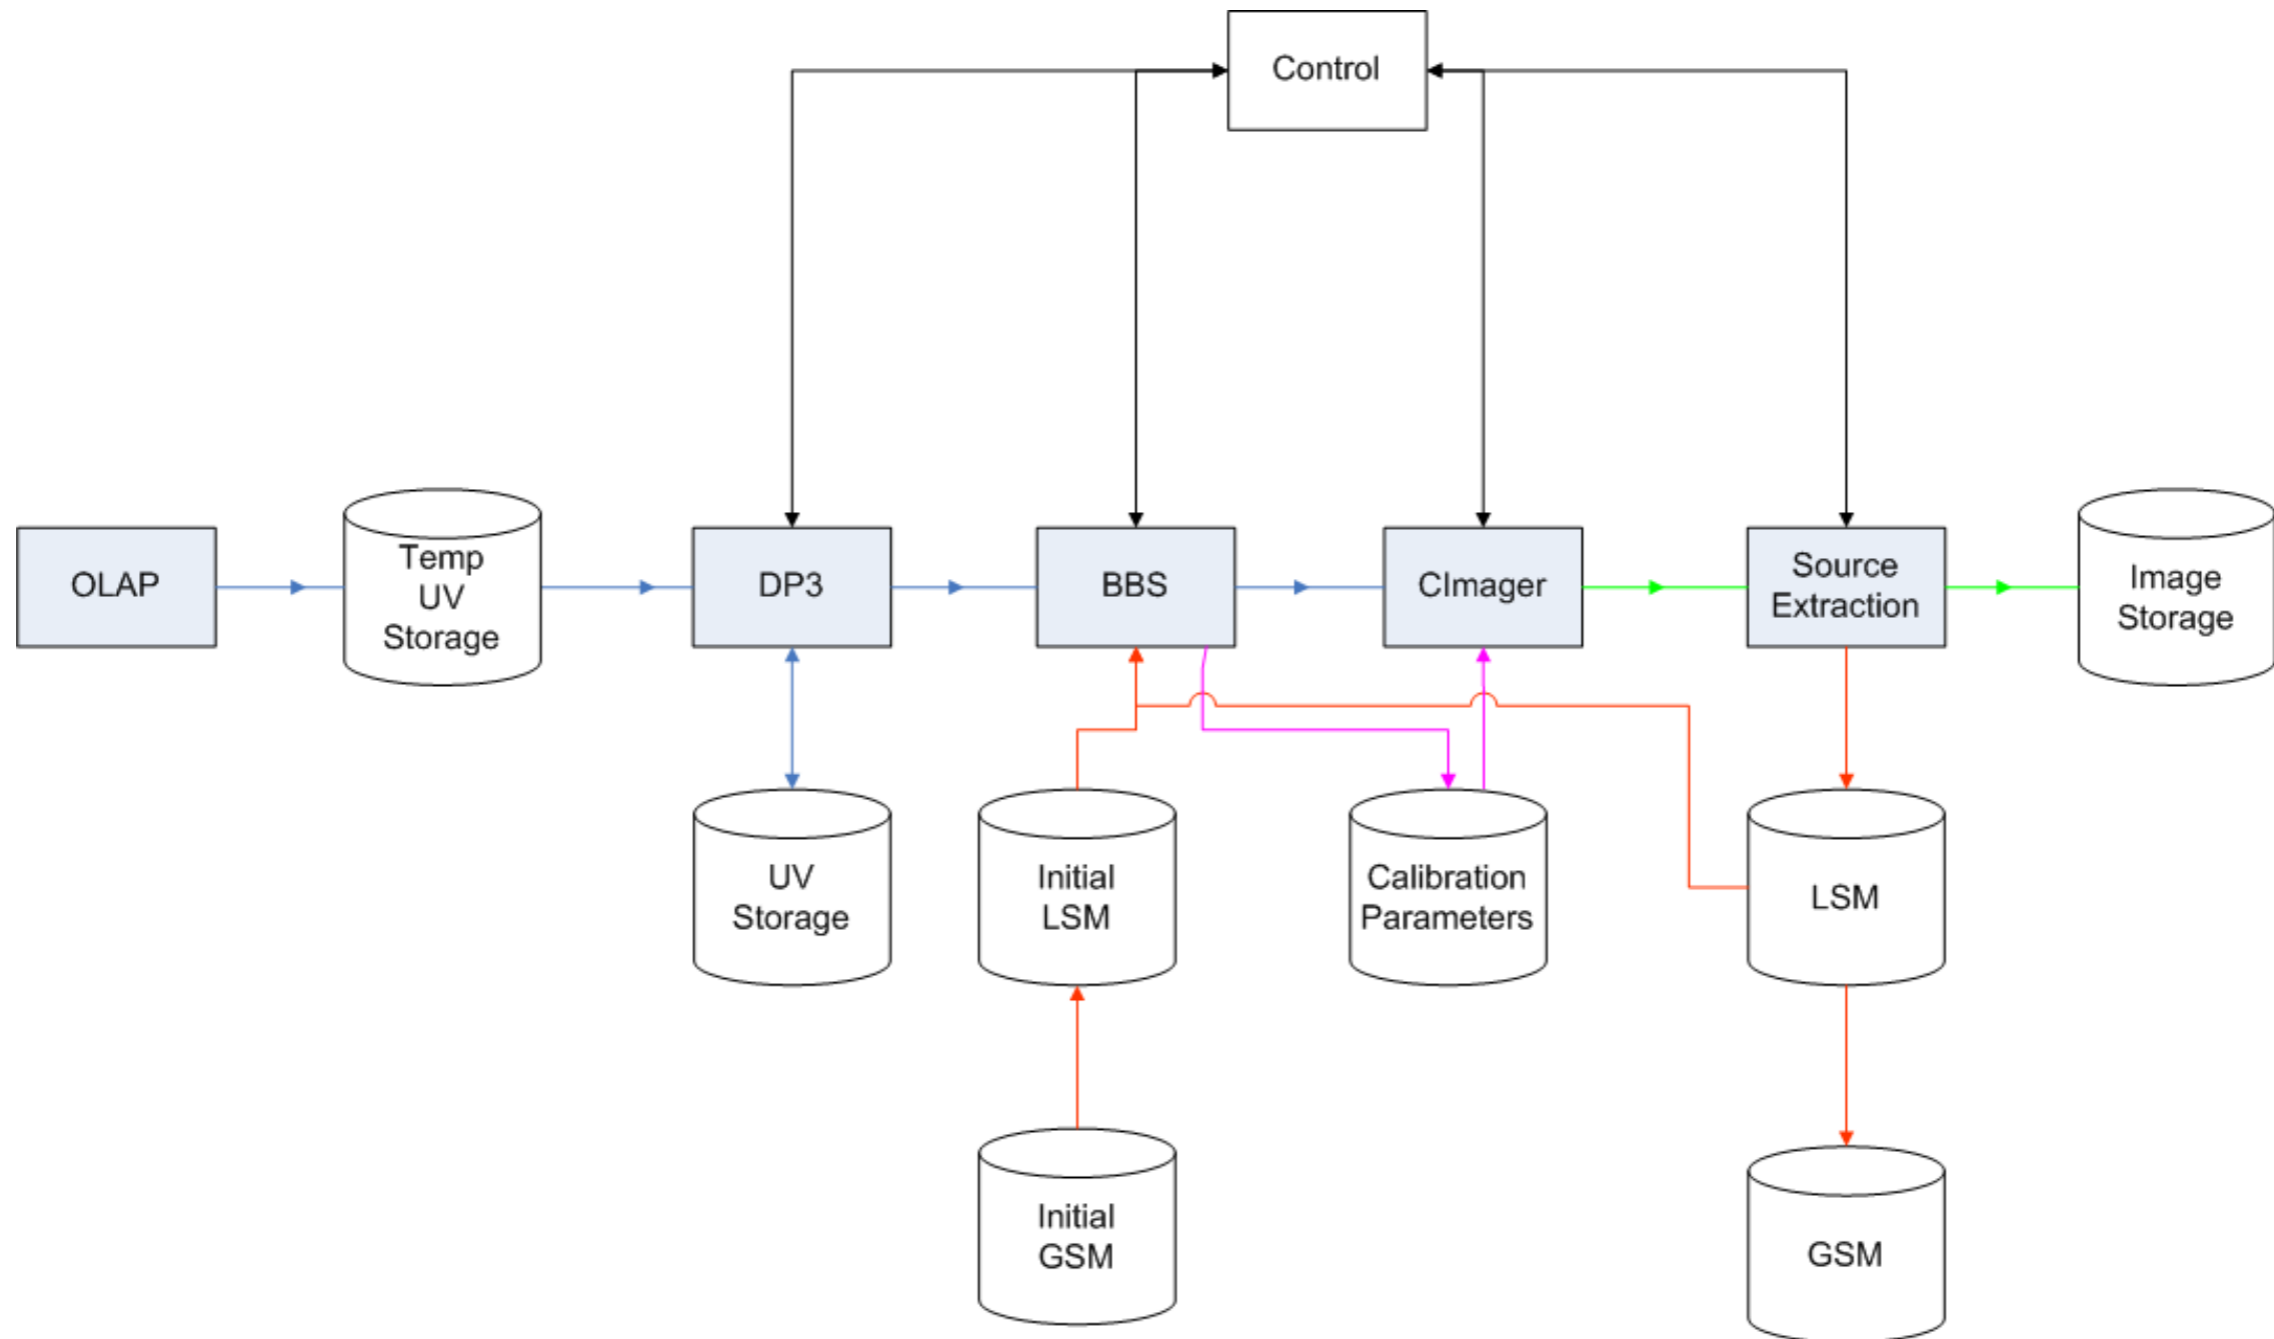 Control
OLAP
Temp
UV
Storage
DP3
BBS
CImager
Source
Extraction
Image
Storage
UV
Storage
Initial
LSM
Calibration
Parameters
LSM
Initial
GSM
GSM